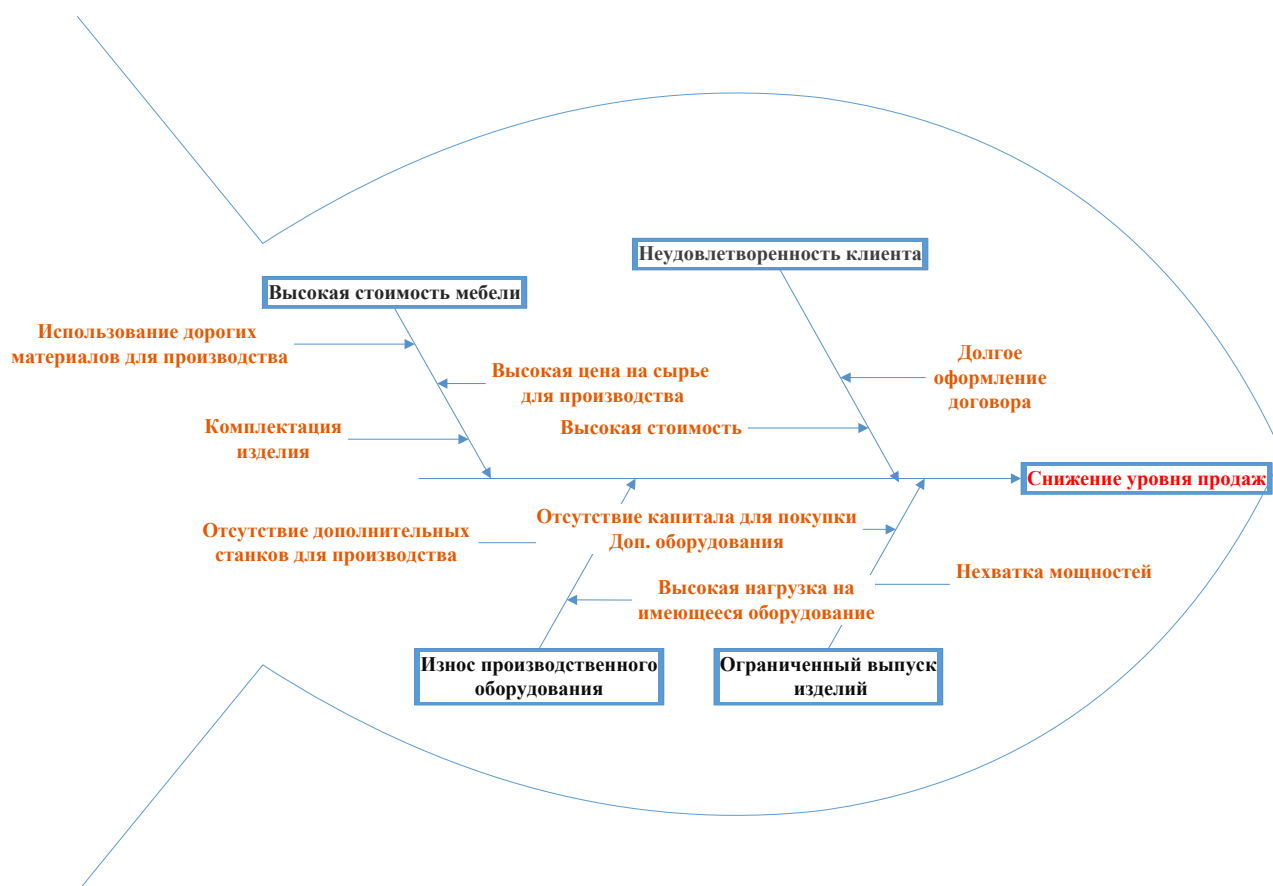 Неудовлетворенность клиента
Высокая стоимость мебели
Использование дорогих
материалов для производства
Высокая цена на сырье
для производства
Долгое
оформление
договора
Комплектация
изделия
Высокая стоимость
Снижение уровня продаж
Отсутствие дополнительных
станков для производства
Отсутствие капитала для покупки
Доп. оборудования
Высокая нагрузка на
имеющееся оборудование
Нехватка мощностей
Износ производственного
оборудования
Ограниченный выпуск
изделий